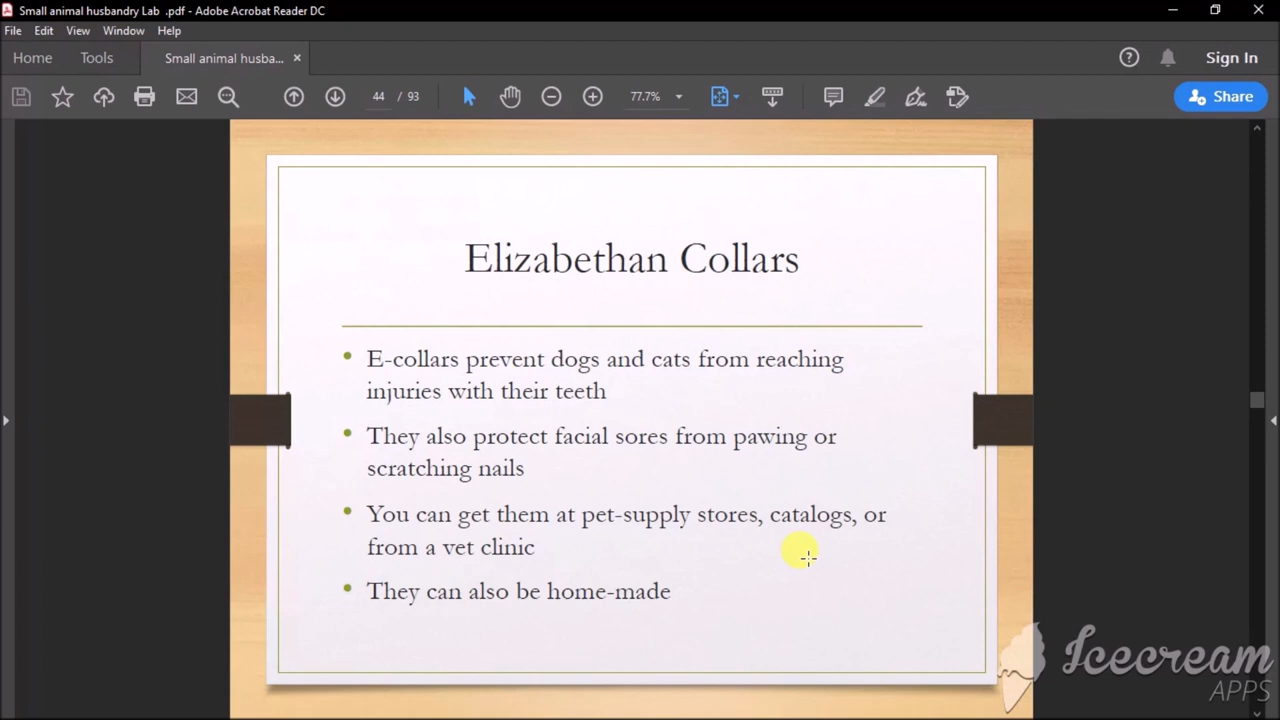 Small animal husbandry Lab .pdf - Adobe Acrobat Reader DC
File Edit View Window Help
Home Tools Small animal husba... Sign In
44 / 93 77.7% Share
Elizabethan Collars
• E-collars prevent dogs and cats from reaching
injuries with their teeth
• They also protect facial sores from pawing or
scratching nails
• You can get them at pet-supply stores, catalogs, or
from a vet clinic
• They can also be home-made
Icecream
APPS